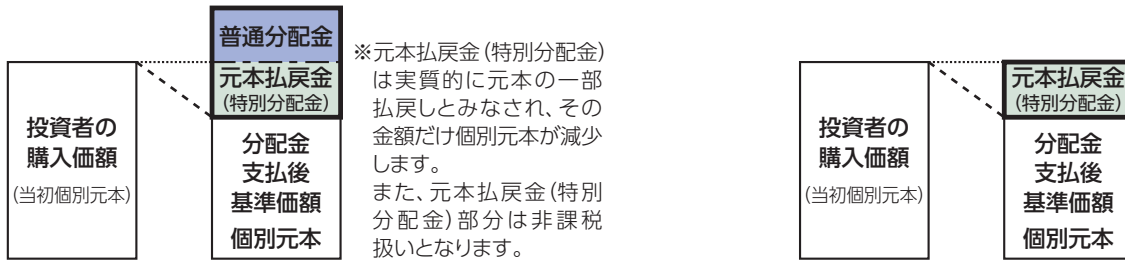 普通分配金
元本払戻金
(特別分配金)
投資者の
購入価額
(当初個別元本)
分配金
支払後
基準価額
個別元本
※元本払戻金(特別分配金)
は実質的に元本の一部
払戻しとみなされ、その
金額だけ個別元本が減少
します。
また、元本払戻金(特別
分配金)部分は非課税
扱いとなります。
投資者の
購入価額
(当初個別元本)
元本払戻金
(特別分配金)
分配金
支払後
基準価額
個別元本